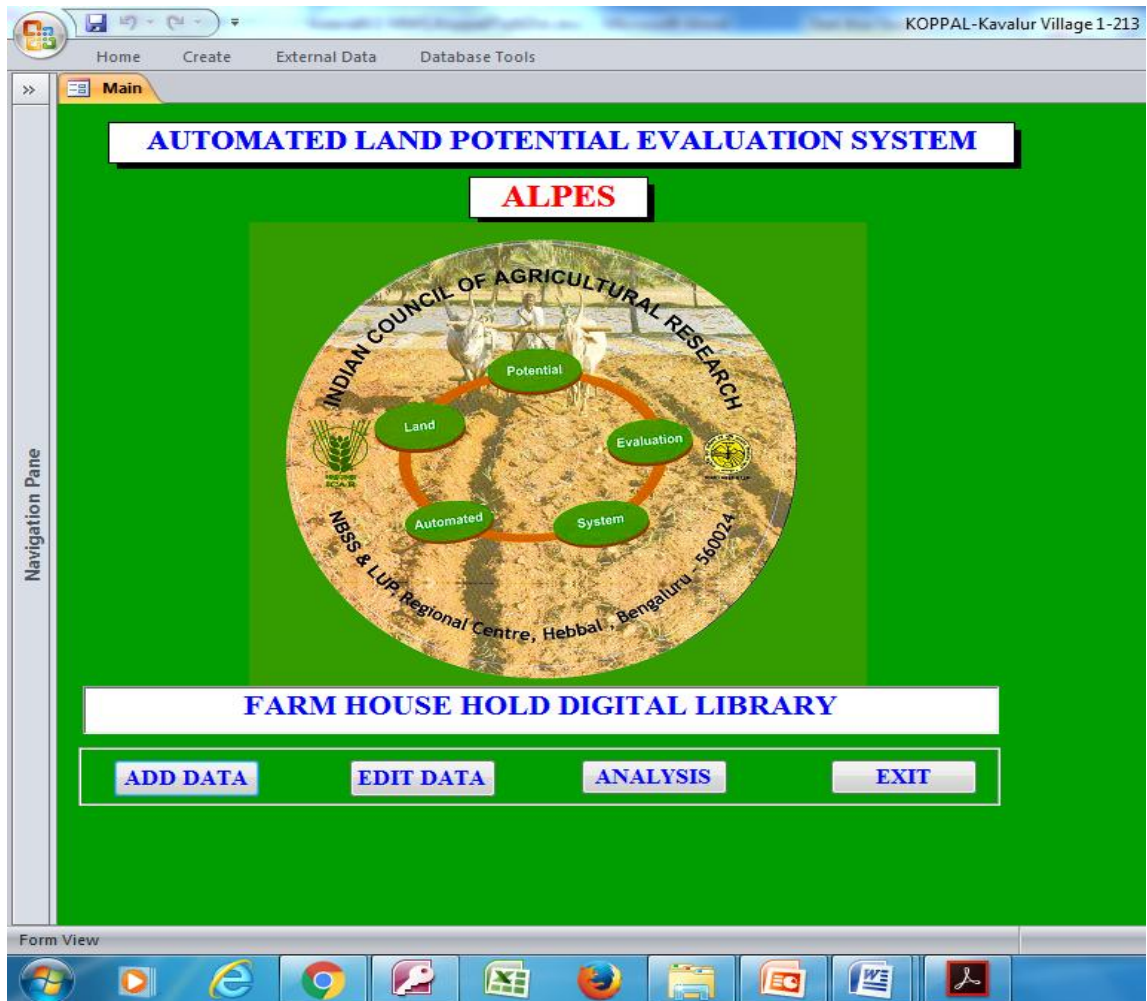 KOPPAL-Kavalur Village 1-213
Home Create External Data Database Tools
Main
Navigation Pane
AUTOMATED LAND POTENTIAL EVALUATION SYSTEM
ALPES
INDIAN COUNCIL OF AGRICULTURAL RESEARCH
Potential
Land
Evaluation
ICAR
Automated
System
NBSS & LUP, Regional Centre, Hebbal , Bengaluru - 560024
FARM HOUSE HOLD DIGITAL LIBRARY
ADD DATA EDIT DATA ANALYSIS EXIT
Form View